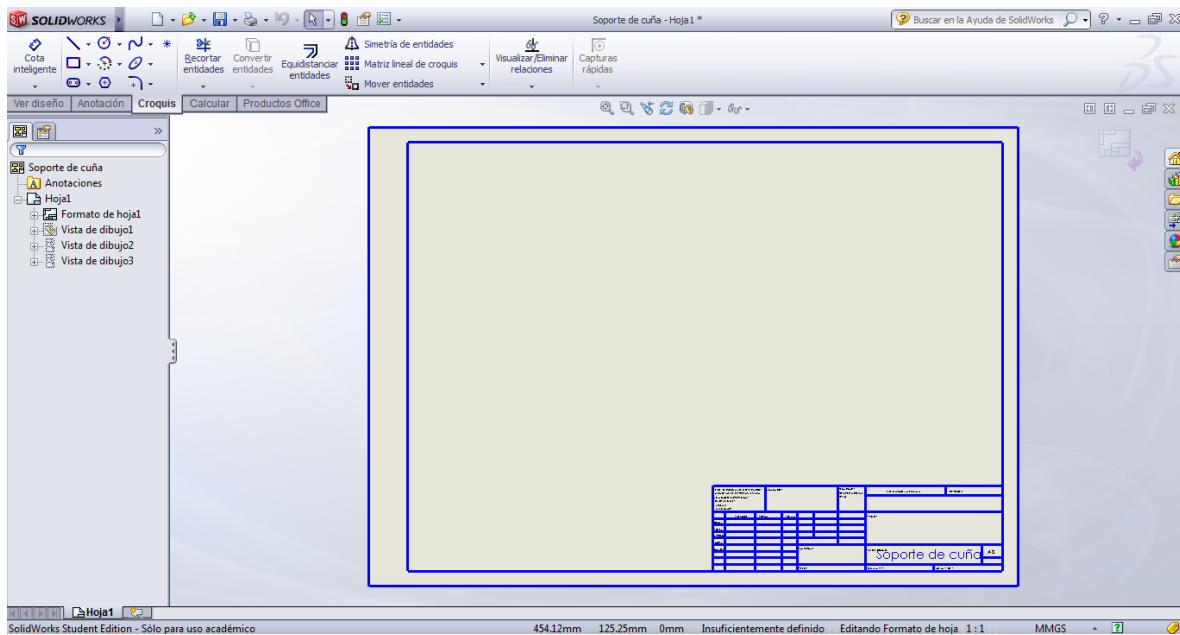 SOLIDWORKS
Soporte de cuña - Hoja1 *
Buscar en la Ayuda de SolidWorks
Cota inteligente
Recortar entidades
Convertir entidades
Equidistanciar entidades
Simetría de entidades
Matriz lineal de croquis
Mover entidades
Visualizar/Eliminar relaciones
Capturas rápidas
Ver diseño
Anotación
Croquis
Calcular
Productos Office
Soporte de cuña
Anotaciones
Hoja1
Formato de hoja1
Vista de dibujo1
Vista de dibujo2
Vista de dibujo3
Soporte de cuña
A3
Hoja1
SolidWorks Student Edition - Sólo para uso académico
454.12mm 125.25mm 0mm Insuficientemente definido Editando Formato de hoja 1 : 1 MMGS